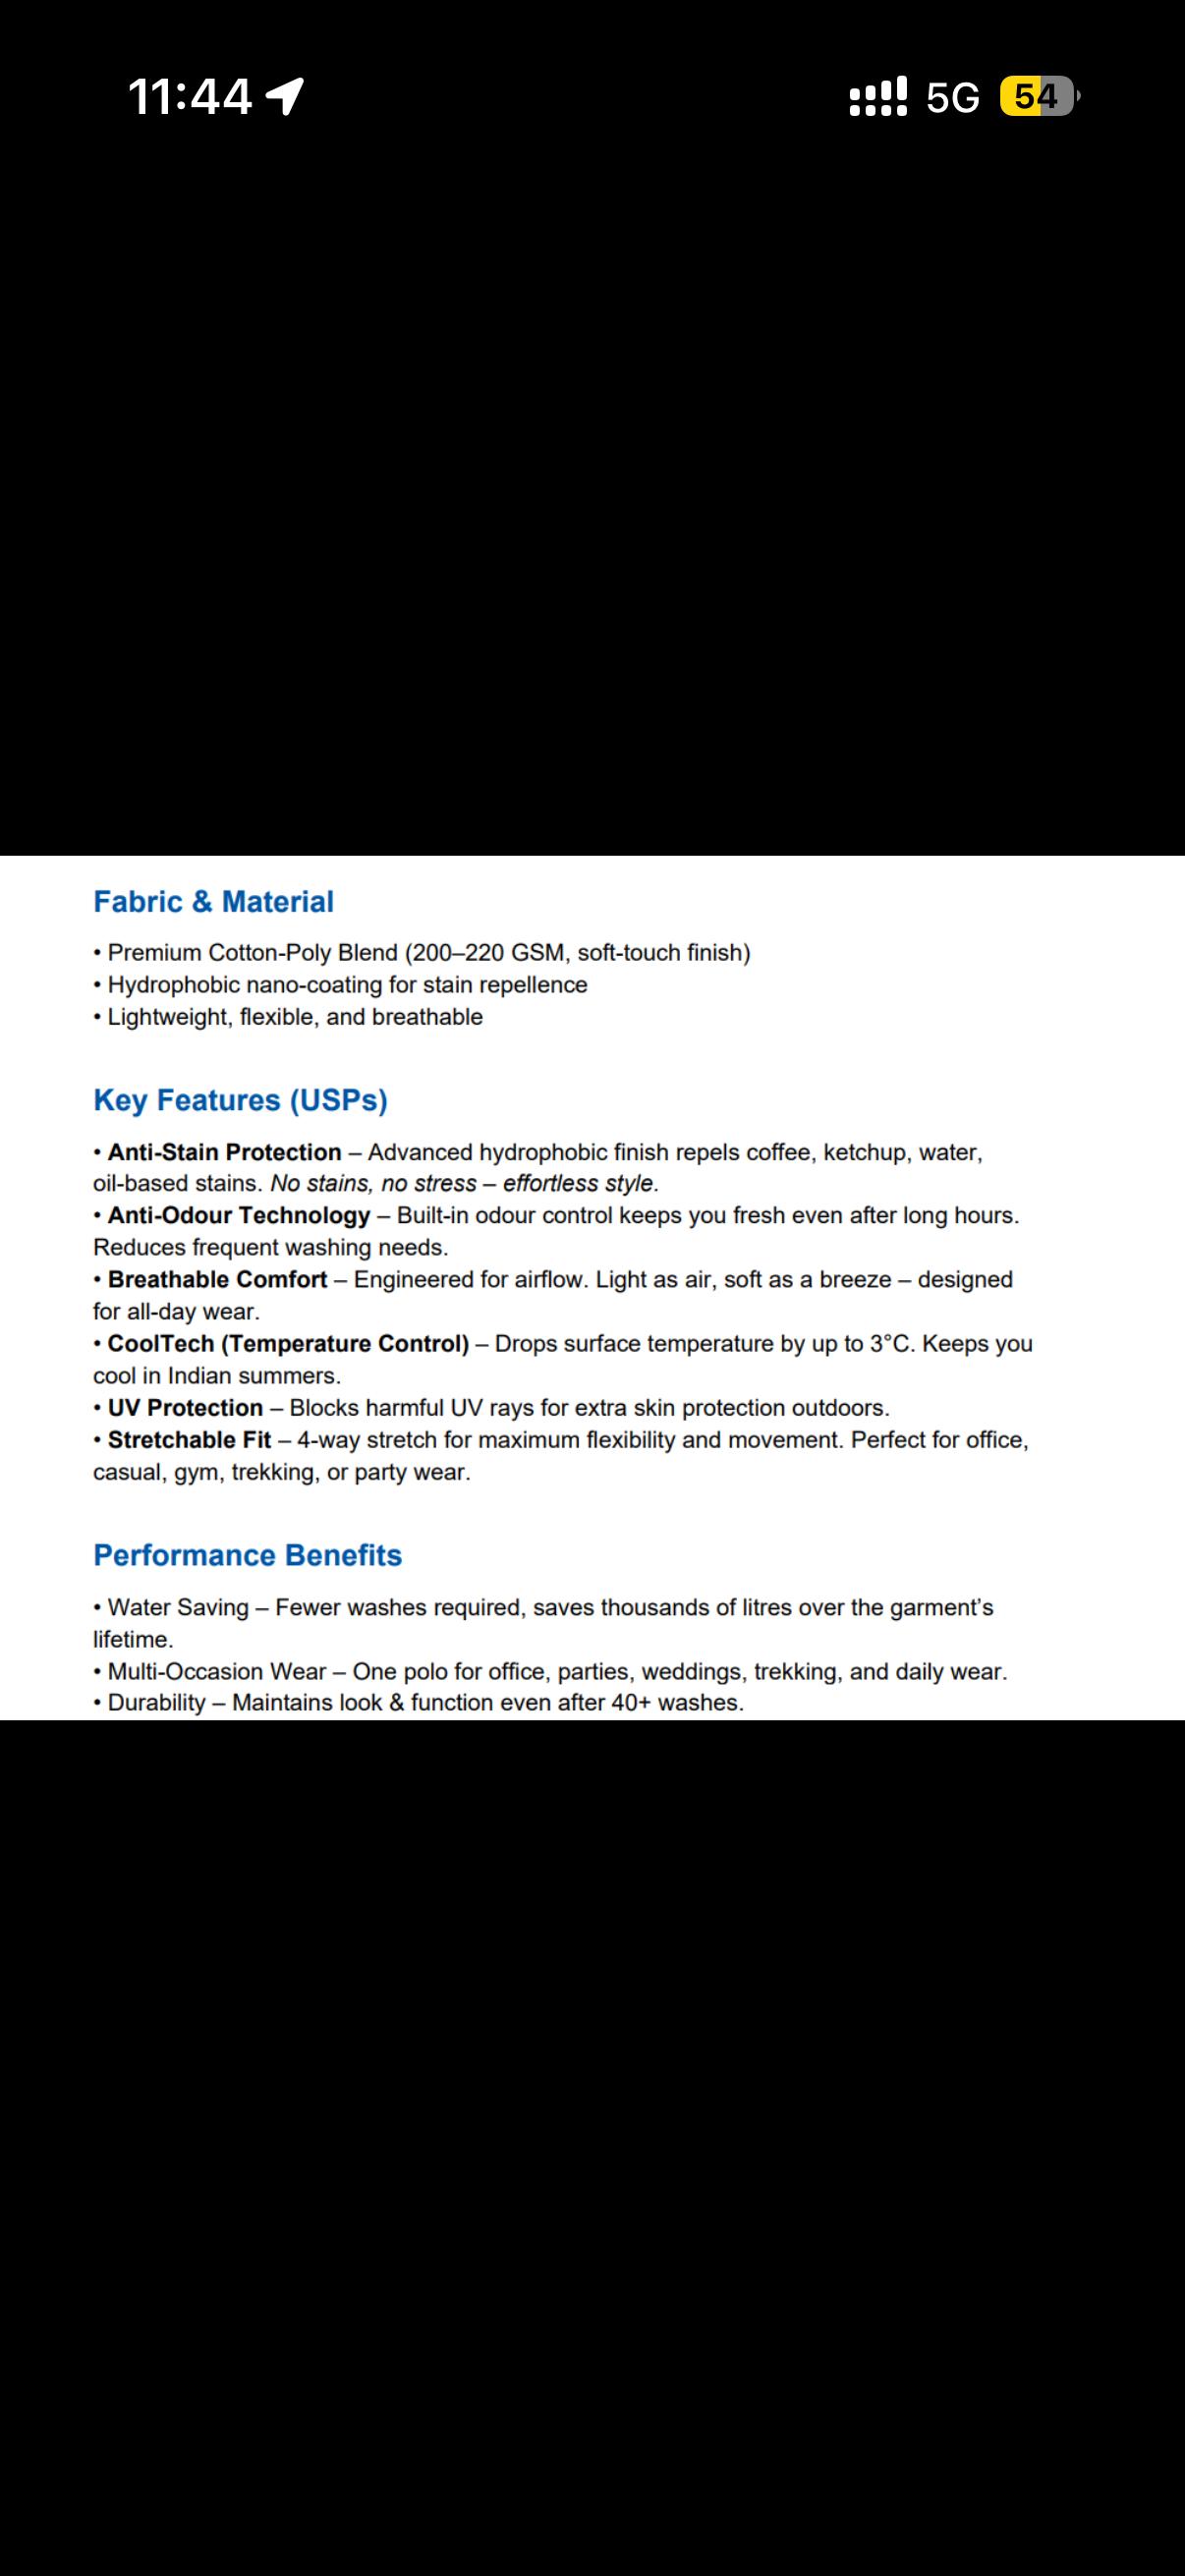 11:44
5G
54
Fabric & Material
• Premium Cotton-Poly Blend (200–220 GSM, soft-touch finish)
• Hydrophobic nano-coating for stain repellence
• Lightweight, flexible, and breathable
Key Features (USPs)
• Anti-Stain Protection – Advanced hydrophobic finish repels coffee, ketchup, water,
oil-based stains. No stains, no stress – effortless style.
• Anti-Odour Technology – Built-in odour control keeps you fresh even after long hours.
Reduces frequent washing needs.
• Breathable Comfort – Engineered for airflow. Light as air, soft as a breeze – designed
for all-day wear.
• CoolTech (Temperature Control) – Drops surface temperature by up to 3°C. Keeps you
cool in Indian summers.
• UV Protection – Blocks harmful UV rays for extra skin protection outdoors.
• Stretchable Fit – 4-way stretch for maximum flexibility and movement. Perfect for office,
casual, gym, trekking, or party wear.
Performance Benefits
• Water Saving – Fewer washes required, saves thousands of litres over the garment’s
lifetime.
• Multi-Occasion Wear – One polo for office, parties, weddings, trekking, and daily wear.
• Durability – Maintains look & function even after 40+ washes.